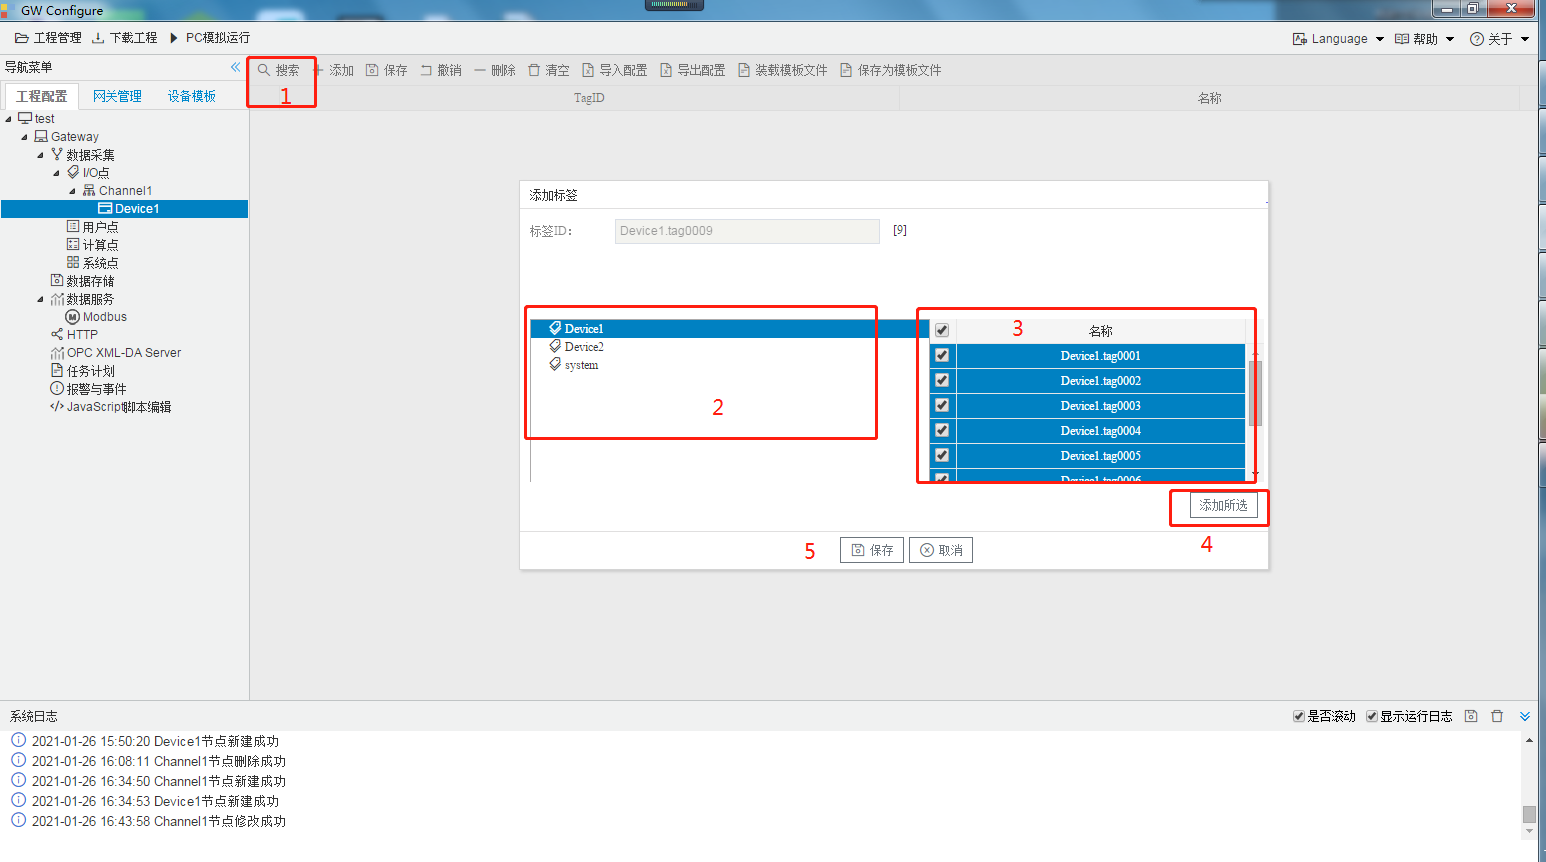 GW Configure
工程管理 下载工程 PC模拟运行 Language 帮助 关于
导航菜单
搜索 添加 保存 撤销 删除 清空 导入配置 导出配置 装载模板文件 保存为模板文件
1
工程配置 网关管理 设备模板
TagID 名称
test
Gateway
数据采集
I/O点
Channel1
Device1
用户点
计算点
系统点
数据存储
数据服务
Modbus
HTTP
OPC XML-DA Server
任务计划
报警与事件
JavaScript脚本编辑
添加标签
标签ID: Device1.tag0009 [9]
Device1
Device2
system
2
3
名称
Device1.tag0001
Device1.tag0002
Device1.tag0003
Device1.tag0004
Device1.tag0005
Device1.tag0006
添加所选
4
5
保存 取消
系统日志 是否滚动 显示运行日志
2021-01-26 15:50:20 Device1节点新建成功
2021-01-26 16:08:11 Channel1节点删除成功
2021-01-26 16:34:50 Channel1节点新建成功
2021-01-26 16:34:53 Device1节点新建成功
2021-01-26 16:43:58 Channel1节点修改成功